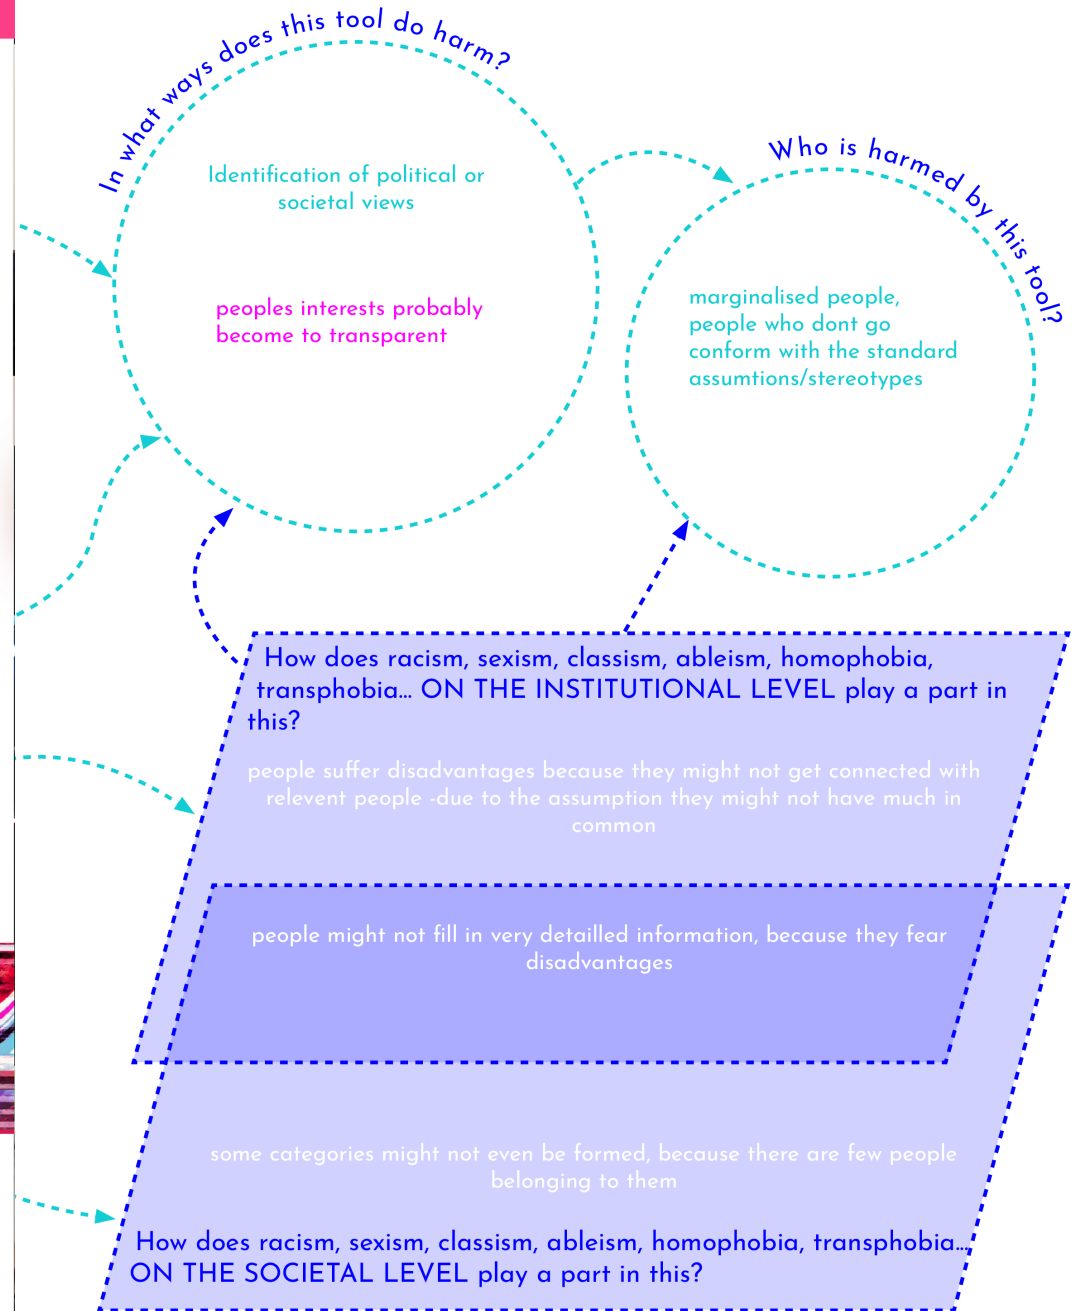 In what ways does this tool do harm?
Identification of political or
societal views
peoples interests probably
become to transparent
Who is harmed by this tool?
marginalised people,
people who dont go
conform with the standard
assumtions/stereotypes
How does racism, sexism, classism, ableism, homophobia,
transphobia... ON THE INSTITUTIONAL LEVEL play a part in
this?
people suffer disadvantages because they might not get connected with
relevent people -due to the assumption they might not have much in
common
people might not fill in very detailled information, because they fear
disadvantages
some categories might not even be formed, because there are few people
belonging to them
How does racism, sexism, classism, ableism, homophobia, transphobia...
ON THE SOCIETAL LEVEL play a part in this?